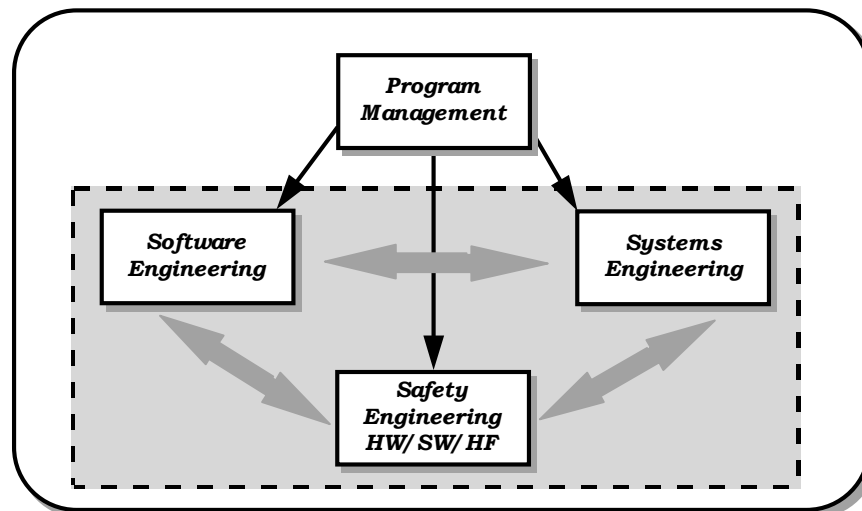 Program
Management
Software
Engineering
Systems
Engineering
Safety
Engineering
HW/SW/HF